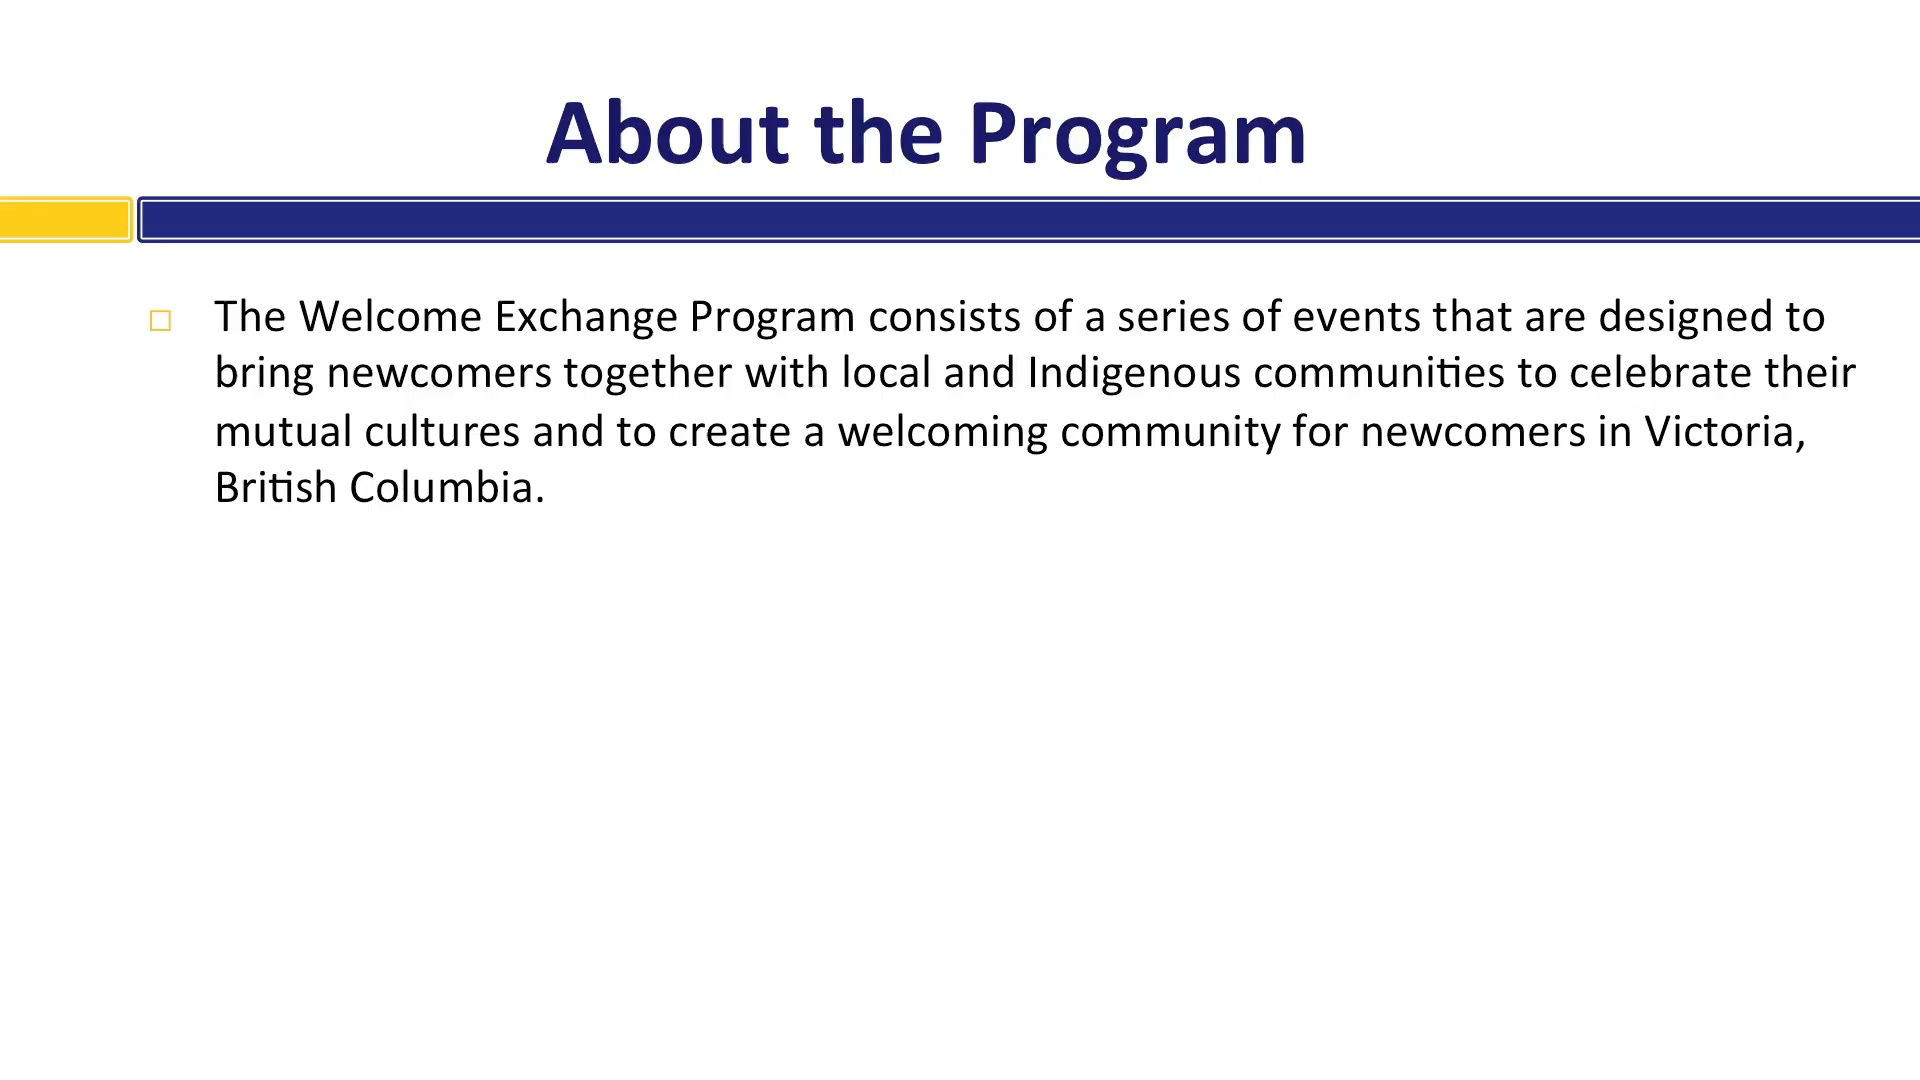 About the Program
The Welcome Exchange Program consists of a series of events that are designed to
bring newcomers together with local and Indigenous communities to celebrate their
mutual cultures and to create a welcoming community for newcomers in Victoria,
British Columbia.